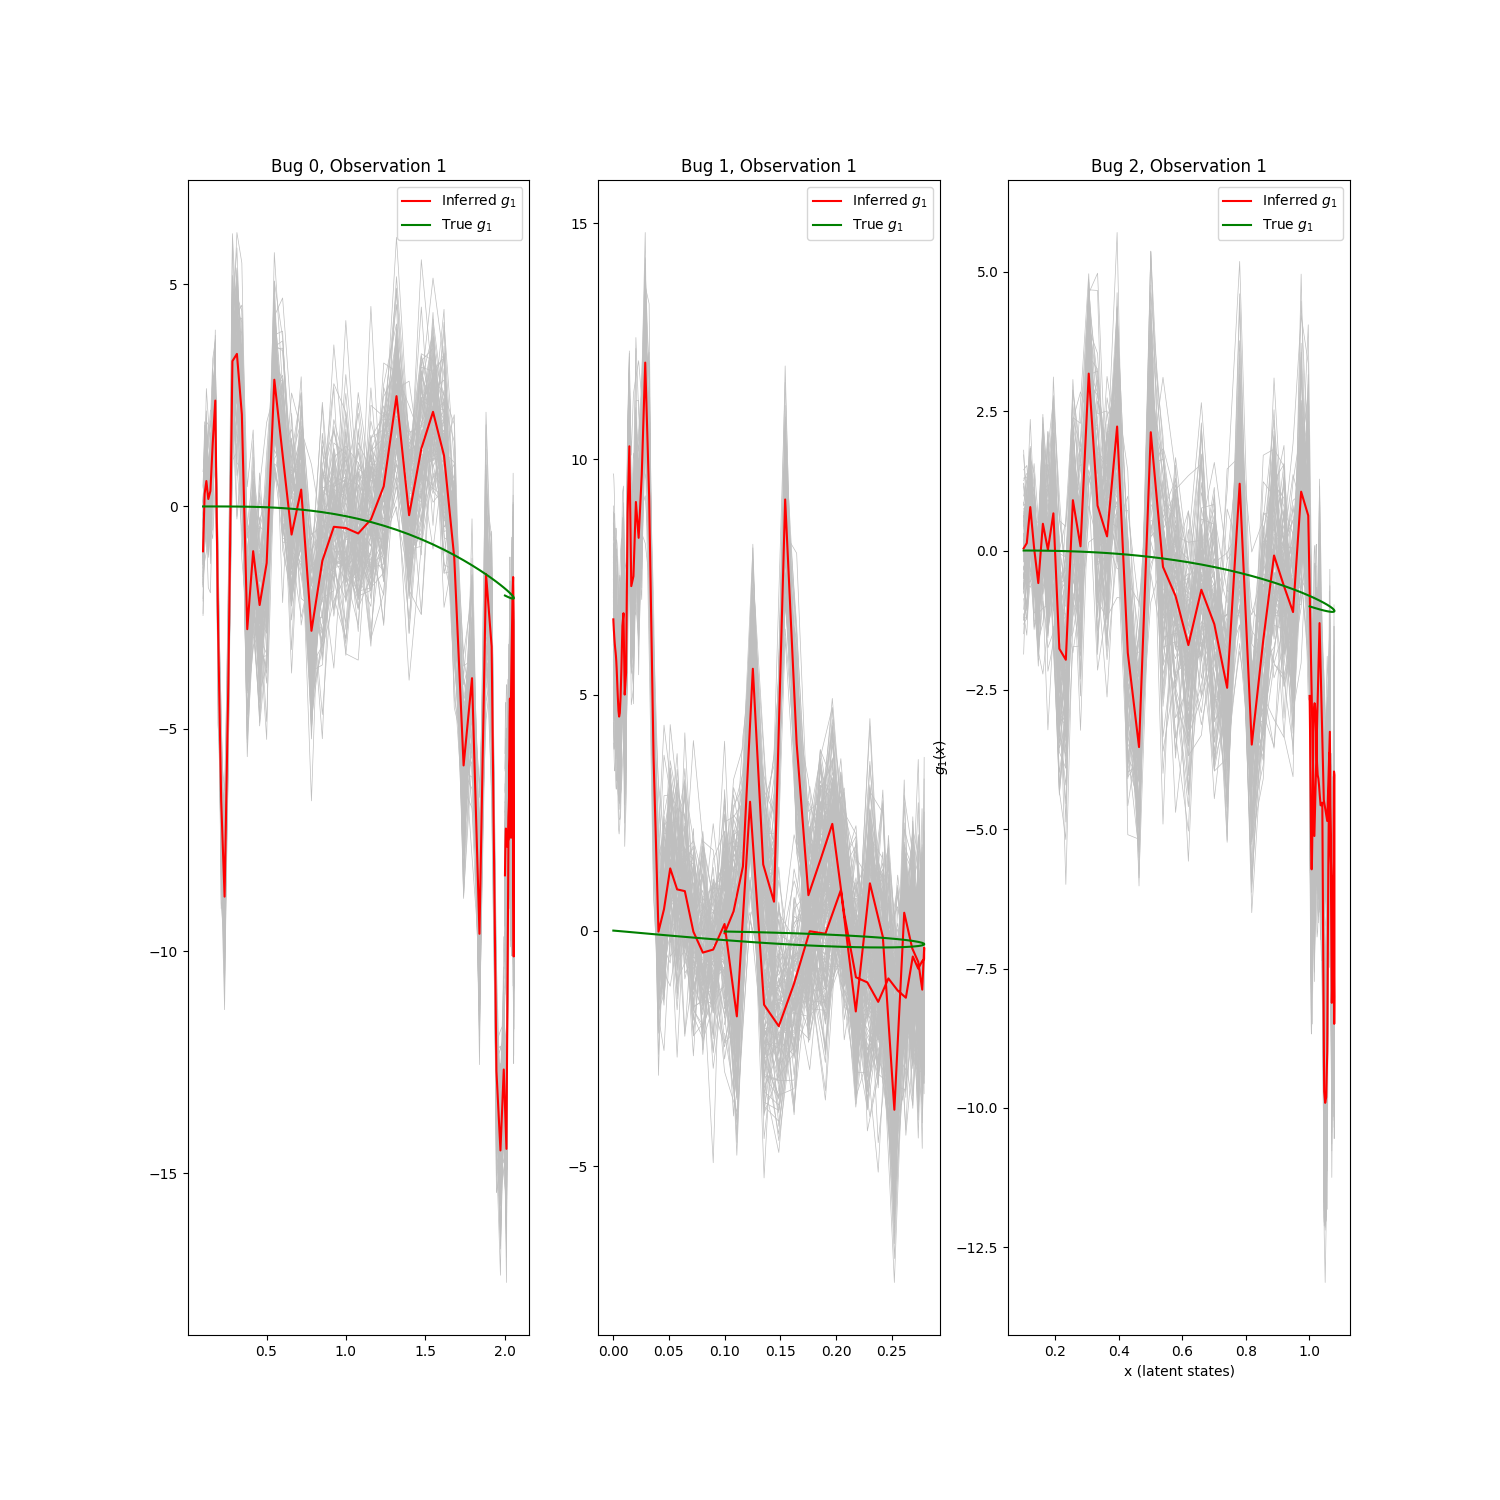 Bug 0, Observation 1
Inferred g₁
True g₁
5
0
−5
−10
−15
0.5 1.0 1.5 2.0
Bug 1, Observation 1
Inferred g₁
True g₁
15
10
5
0
−5
0.00 0.05 0.10 0.15 0.20 0.25
Bug 2, Observation 1
Inferred g₁
True g₁
g₁(x)
5.0
2.5
0.0
−2.5
−5.0
−7.5
−10.0
−12.5
0.2 0.4 0.6 0.8 1.0
x (latent states)